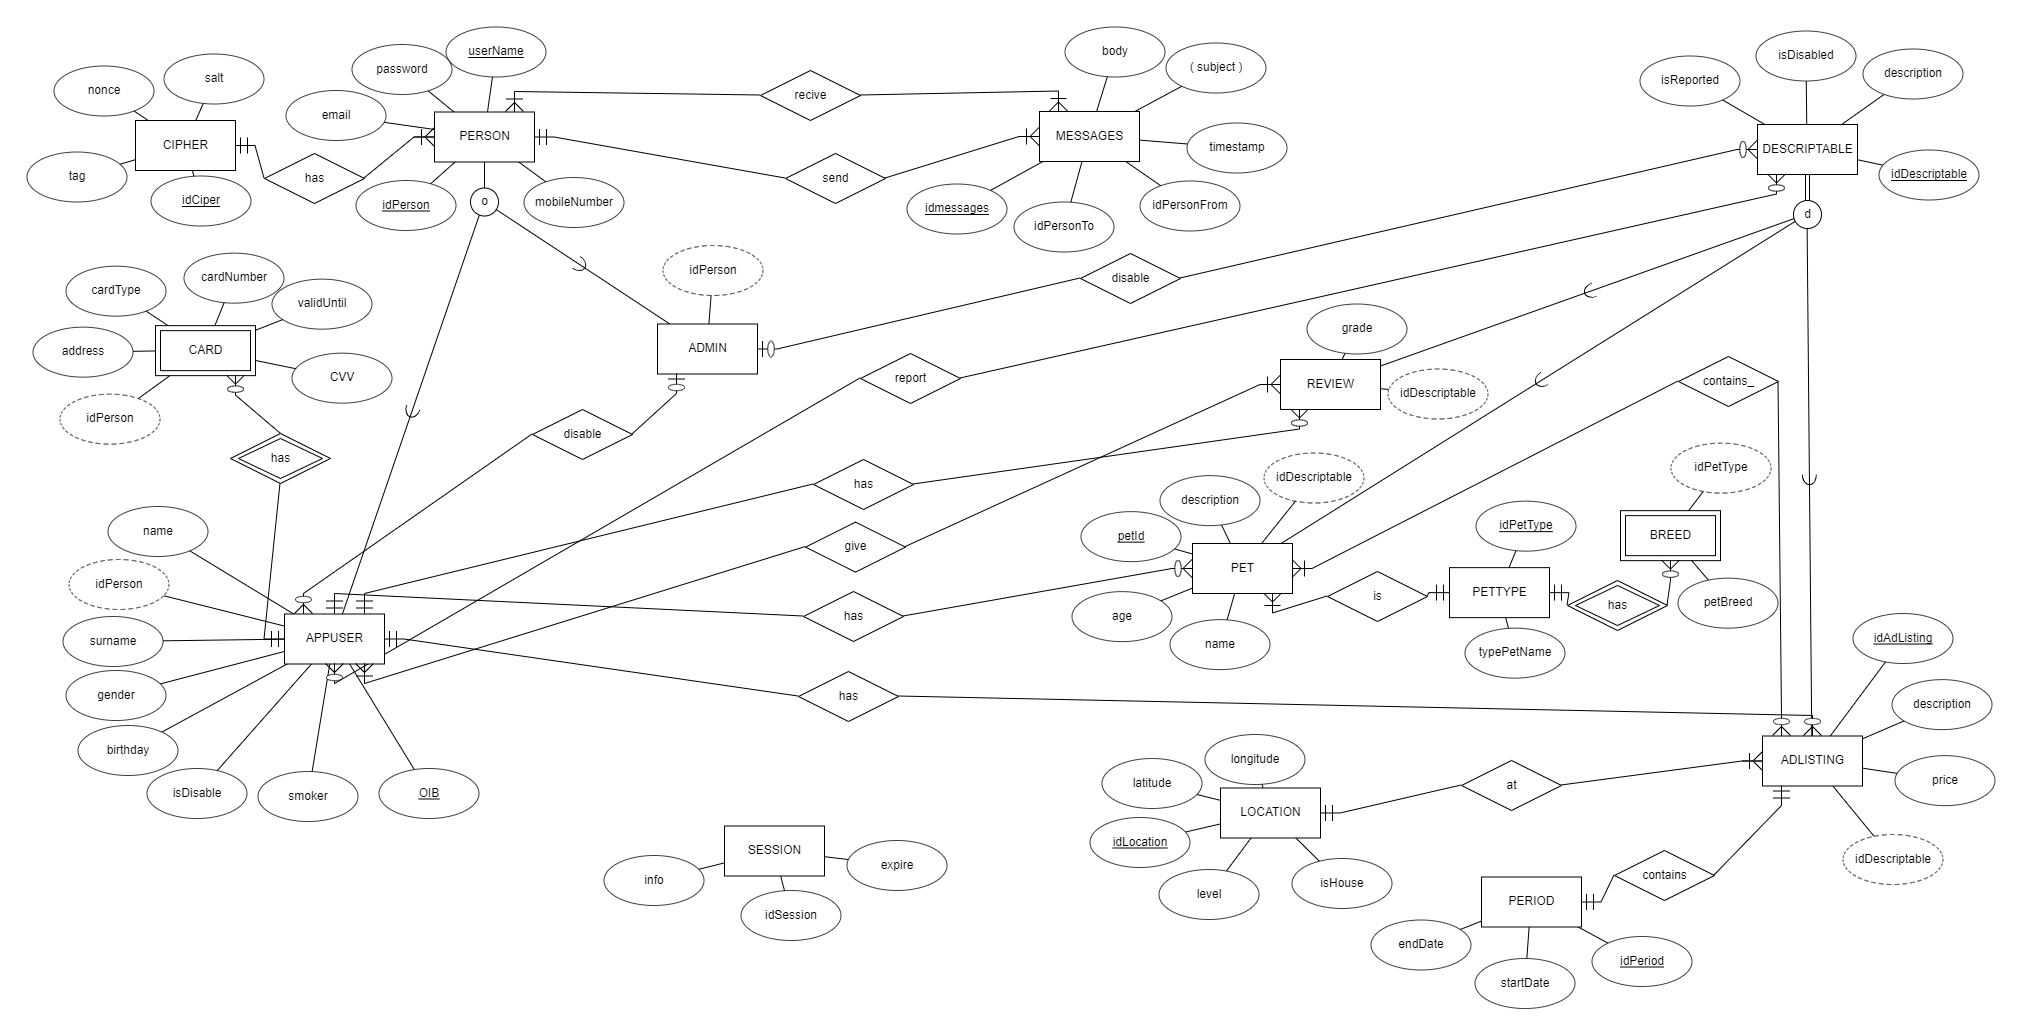 userName
isDisabled
body
( subject )
password
isReported
description
salt
nonce
recive
email
PERSON
MESSAGES
CIPHER
timestamp
DESCRIPTABLE
tag
has
send
idDescriptable
idCiper
idPerson
o
mobileNumber
idmessages
idPersonTo
idPersonFrom
d
idPerson
disable
cardType
cardNumber
validUntil
grade
address
CARD
ADMIN
CVV
report
REVIEW
idDescriptable
contains_
idPerson
disable
has
has
idDescriptable
idPetType
description
name
petId
give
idPetType
BREED
idPerson
PET
surname
APPUSER
has
age
name
is
PETTYPE
has
petBreed
typePetName
idAdListing
gender
has
description
birthday
longitude
isDisable
smoker
OIB
latitude
at
ADLISTING
price
LOCATION
idLocation
SESSION
info
expire
idSession
level
isHouse
idDescriptable
contains
PERIOD
endDate
startDate
idPeriod